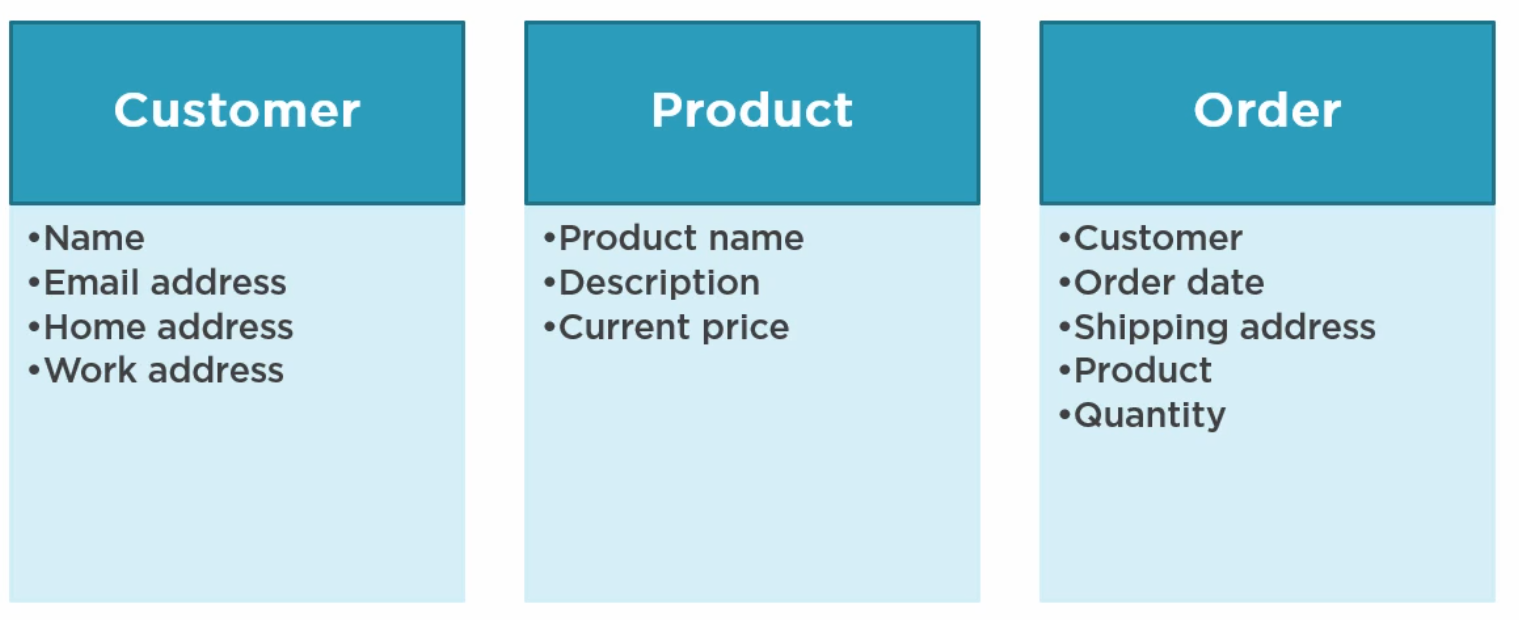 Customer
•Name
•Email address
•Home address
•Work address
Product
•Product name
•Description
•Current price
Order
•Customer
•Order date
•Shipping address
•Product
•Quantity